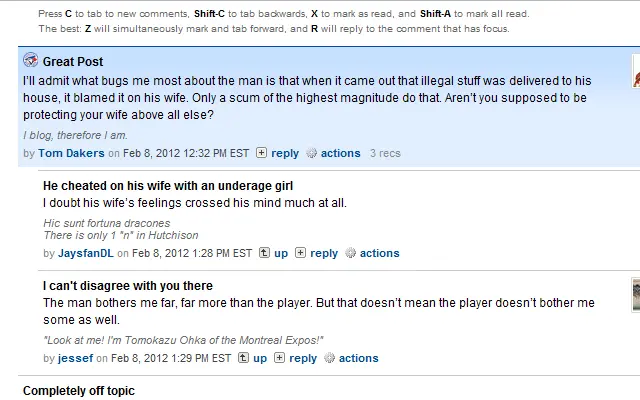 Press C to tab to new comments, Shift-C to tab backwards, X to mark as read, and Shift-A to mark all read.
The best: Z will simultaneously mark and tab forward, and R will reply to the comment that has focus.
Great Post
I'll admit what bugs me most about the man is that when it came out that illegal stuff was delivered to his
house, it blamed it on his wife. Only a scum of the highest magnitude do that. Aren't you supposed to be
protecting your wife above all else?
I blog, therefore I am.
by Tom Dakers on Feb 8, 2012 12:32 PM EST reply actions 3 recs
He cheated on his wife with an underage girl
I doubt his wife's feelings crossed his mind much at all.
Hic sunt fortuna dracones
There is only 1 "n" in Hutchison
by JaysfanDL on Feb 8, 2012 1:28 PM EST up reply actions
I can't disagree with you there
The man bothers me far, far more than the player. But that doesn't mean the player doesn't bother me
some as well.
"Look at me! I'm Tomokazu Ohka of the Montreal Expos!"
by jessef on Feb 8, 2012 1:29 PM EST up reply actions
Completely off topic